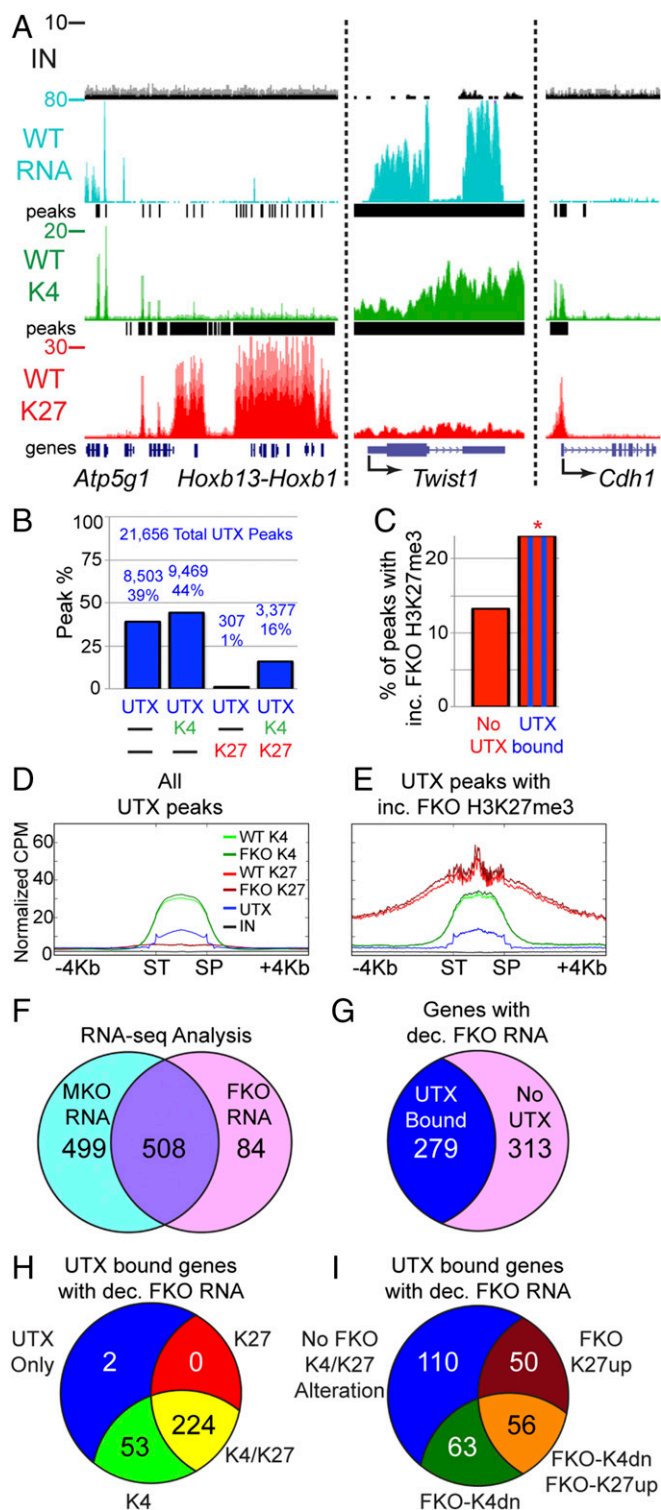 A
10
IN
80
WT
RNA
peaks
20
WT
K4
peaks
30
WT
K27
genes
Atp5g1
Hoxb13-Hoxb1
Twist1
Cdh1
B
Peak %
100
75
50
25
0
21,656 Total UTX Peaks
8,503
39%
9,469
44%
307
1%
3,377
16%
UTX
—
—
UTX
K4
—
UTX
—
K27
UTX
K4
K27
C
% of peaks with
inc. FKO H3K27me3
20
10
0
*
No
UTX
UTX
bound
D
All
UTX peaks
Normalized CPM
60
40
20
0
WT K4
FKO K4
WT K27
FKO K27
UTX
IN
-4Kb
ST
SP
+4Kb
E
UTX peaks with
inc. FKO H3K27me3
-4Kb
ST
SP
+4Kb
F
RNA-seq Analysis
MKO
RNA
499
508
FKO
RNA
84
G
Genes with
dec. FKO RNA
UTX
Bound
279
No
UTX
313
H
UTX bound genes
with dec. FKO RNA
UTX
Only
2
K27
0
224
K4/K27
53
K4
I
UTX bound genes
with dec. FKO RNA
No FKO
K4/K27
Alteration
110
50
FKO
K27up
56
FKO-K4dn
FKO-K27up
63
FKO-K4dn